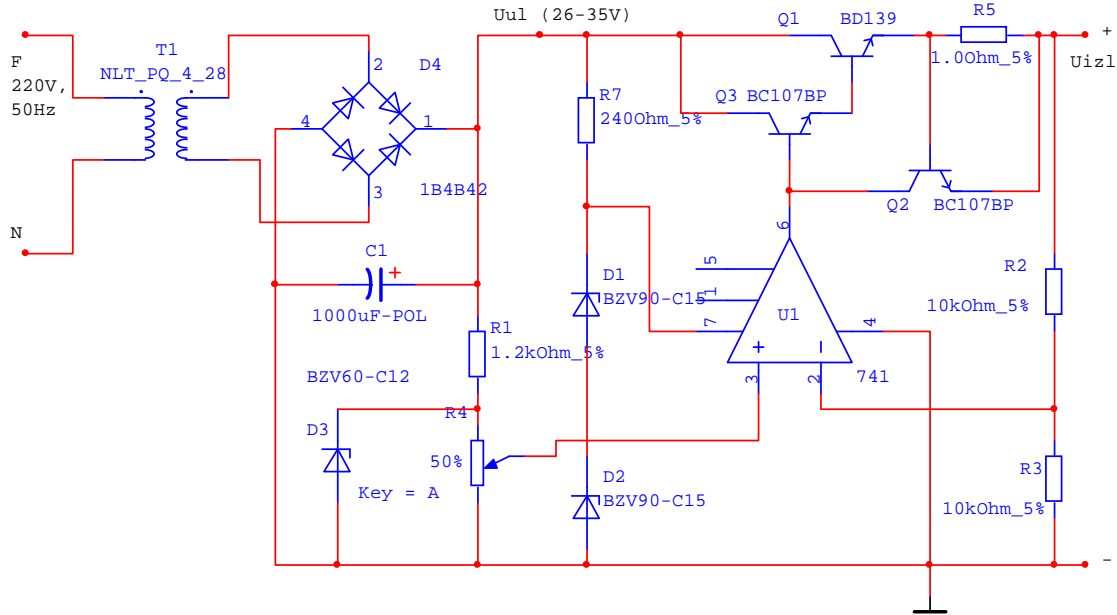 Uul (26-35V)
Q1
BD139
R5
1.0Ohm_5%
+
Uizl
F
220V,
50Hz
T1
NLT_PQ_4_28
2
D4
4
1
3
1B4B42
R7
240Ohm_5%
Q3 BC107BP
Q2
BC107BP
N
C1
+
1000uF-POL
R1
1.2kOhm_5%
D1
BZV90-C15
6
5
1
7
U1
4
+
-
3
2
741
R2
10kOhm_5%
BZV60-C12
R4
D3
50%
Key = A
D2
BZV90-C15
R3
10kOhm_5%
-